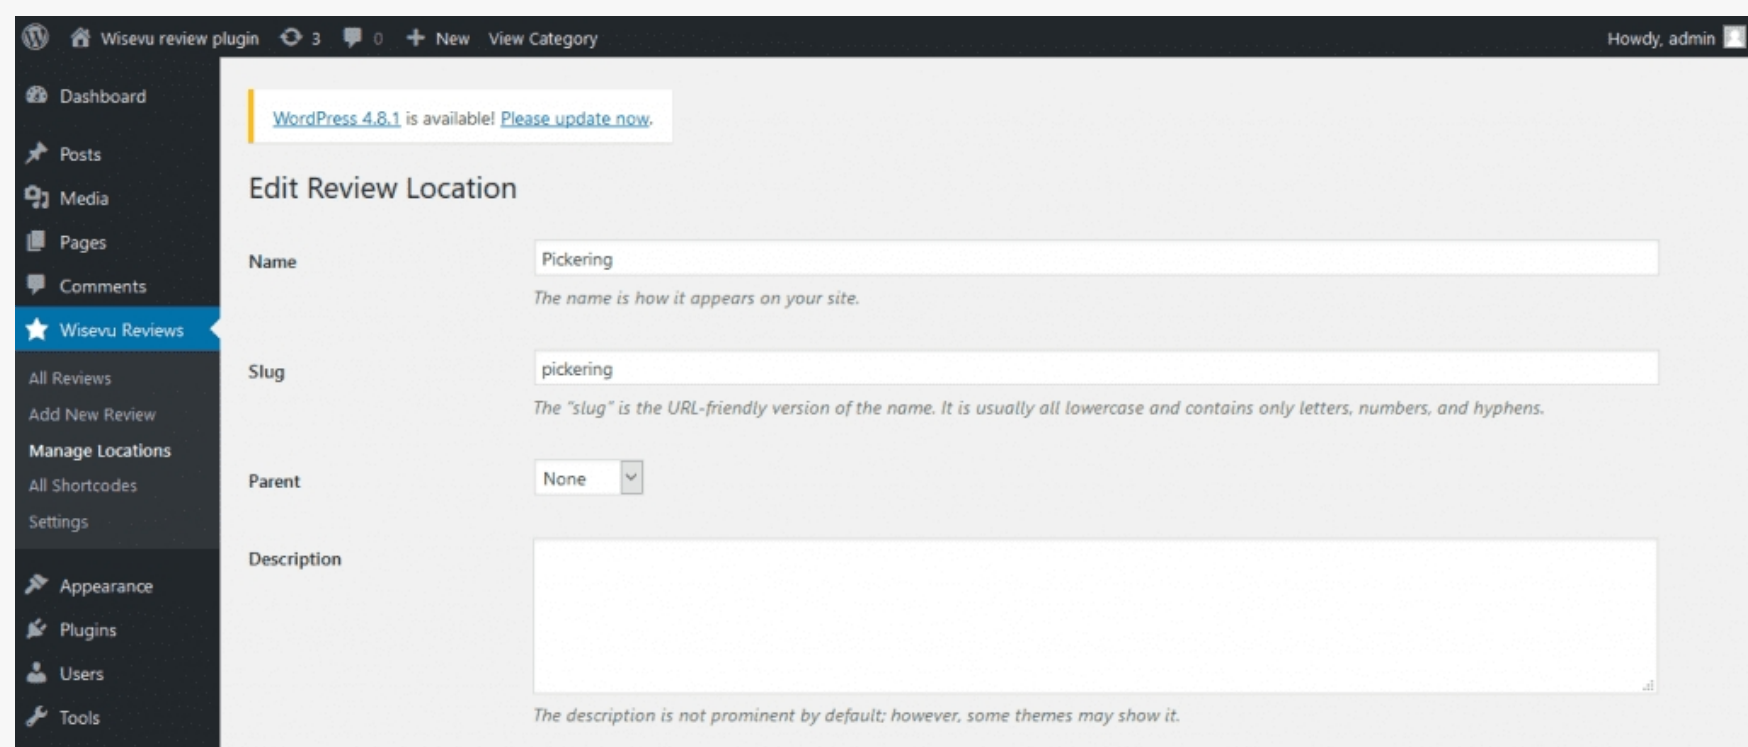 Wisevu review plugin 3 0 New View Category Howdy, admin
Dashboard
Posts
Media
Pages
Comments
Wisevu Reviews
All Reviews
Add New Review
Manage Locations
All Shortcodes
Settings
Appearance
Plugins
Users
Tools
WordPress 4.8.1 is available! Please update now.
Edit Review Location
Name
Pickering
The name is how it appears on your site.
Slug
pickering
The "slug" is the URL-friendly version of the name. It is usually all lowercase and contains only letters, numbers, and hyphens.
Parent
None
Description
The description is not prominent by default; however, some themes may show it.